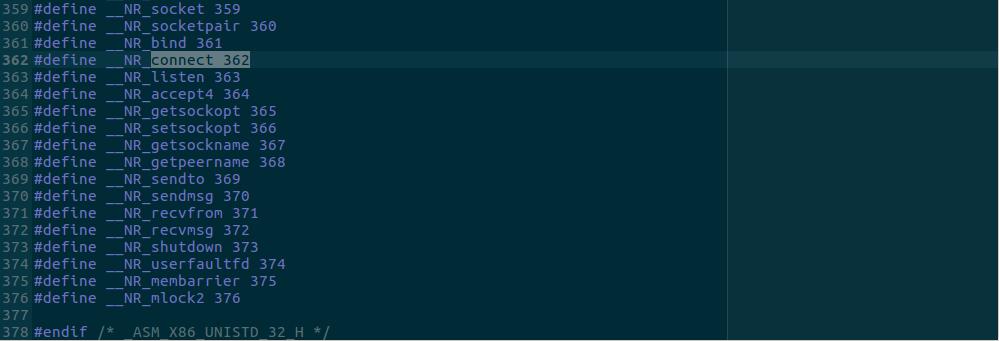 359 #define __NR_socket 359
360 #define __NR_socketpair 360
361 #define __NR_bind 361
362 #define __NR_connect 362
363 #define __NR_listen 363
364 #define __NR_accept4 364
365 #define __NR_getsockopt 365
366 #define __NR_setsockopt 366
367 #define __NR_getsockname 367
368 #define __NR_getpeername 368
369 #define __NR_sendto 369
370 #define __NR_sendmsg 370
371 #define __NR_recvfrom 371
372 #define __NR_recvmsg 372
373 #define __NR_shutdown 373
374 #define __NR_userfaultfd 374
375 #define __NR_membarrier 375
376 #define __NR_mlock2 376
377
378 #endif /* _ASM_X86_UNISTD_32_H */